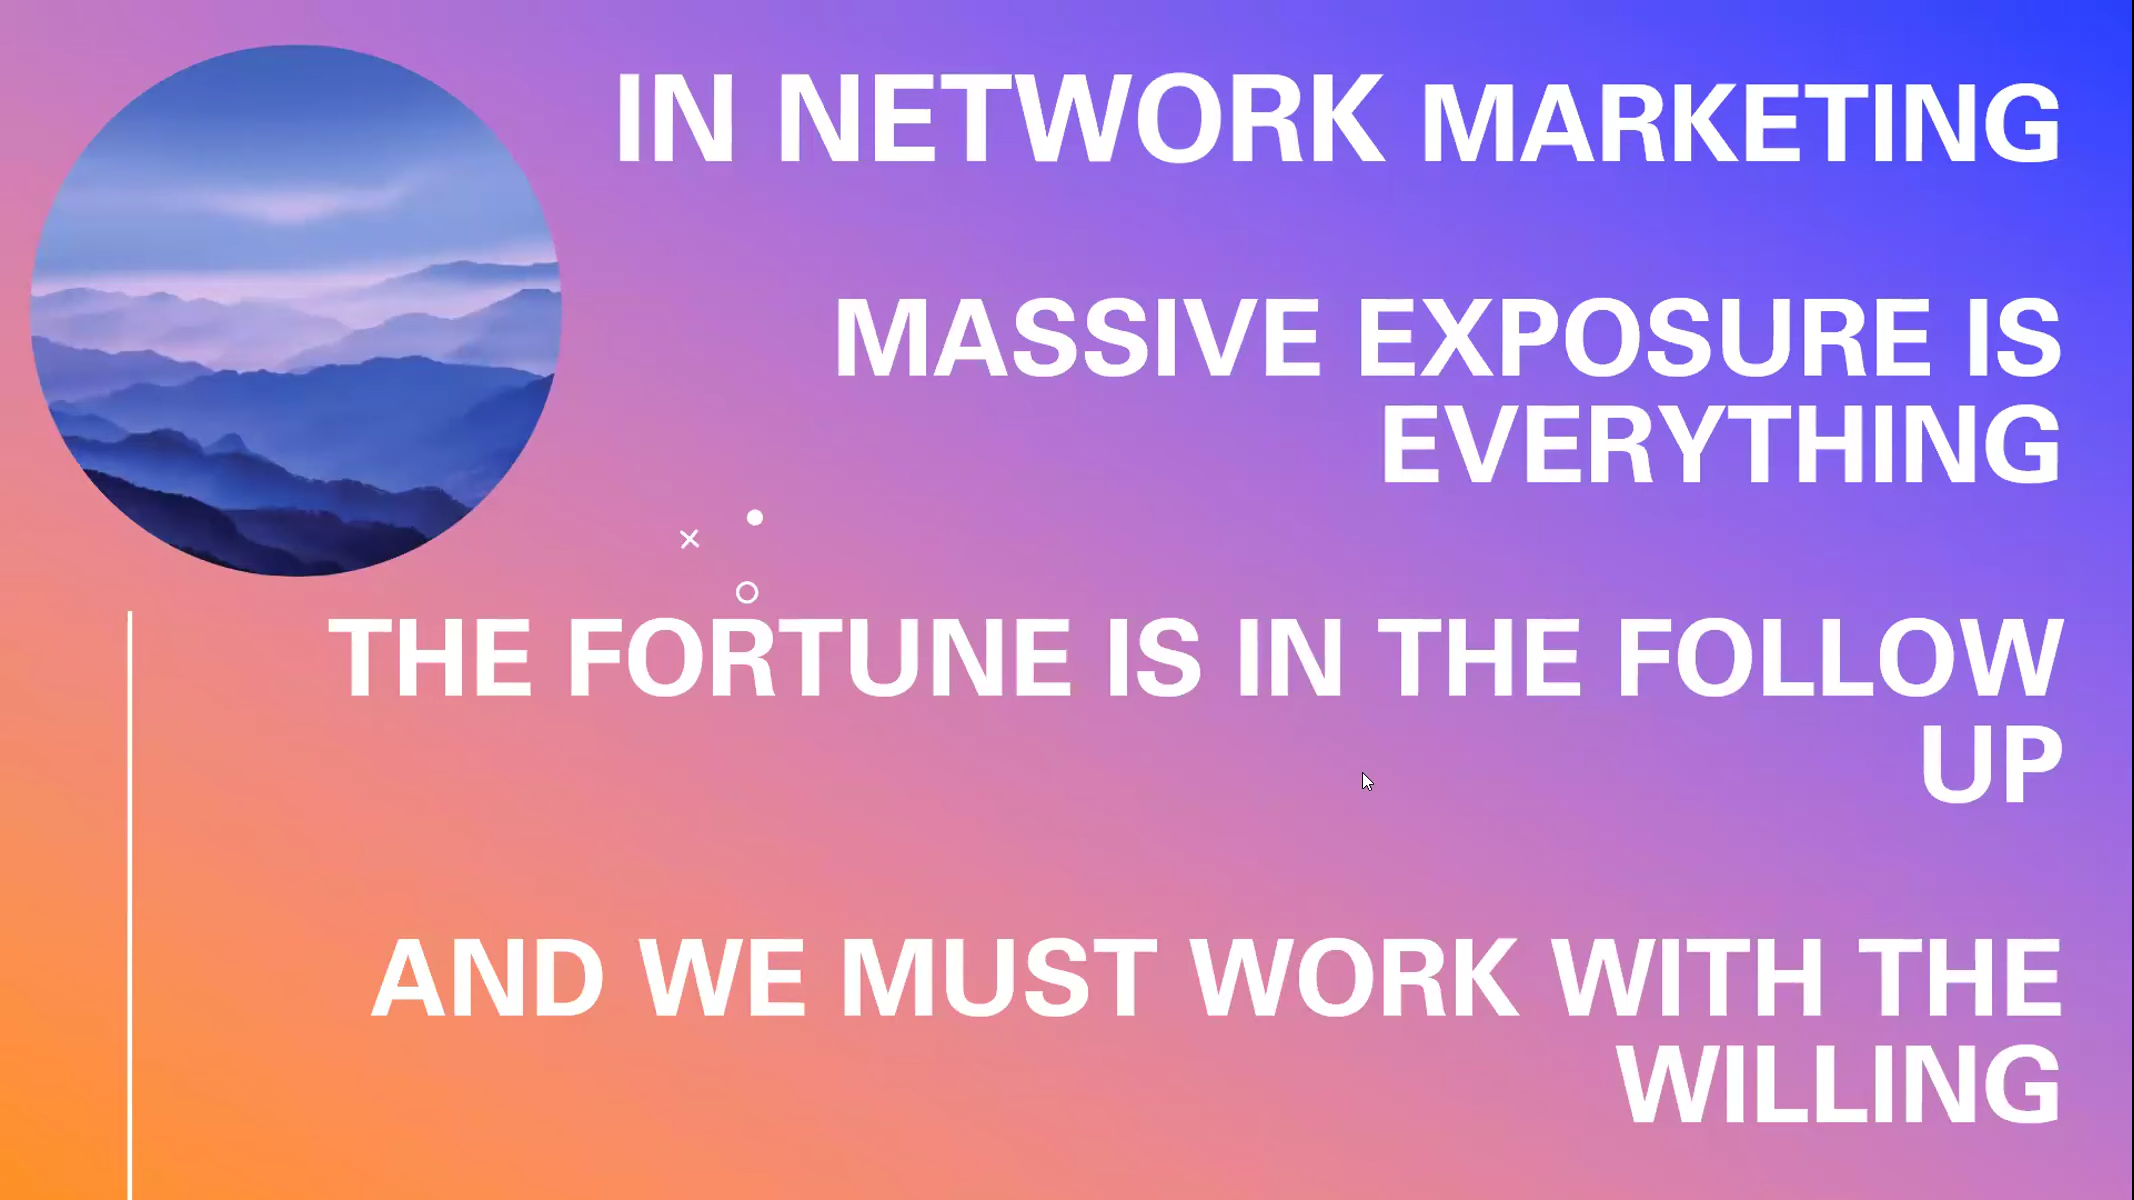 IN NETWORK MARKETING
MASSIVE EXPOSURE IS
EVERYTHING
THE FORTUNE IS IN THE FOLLOW
UP
AND WE MUST WORK WITH THE
WILLING